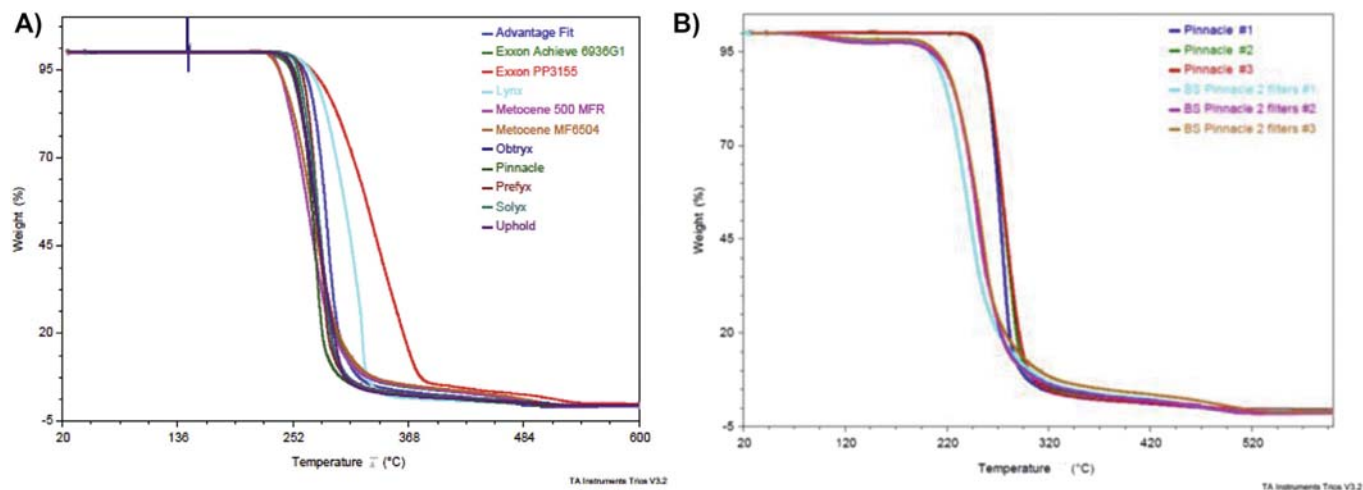 A)
Advantage Fit
Exxon Achieve 6936G1
Exxon PP3155
Lynx
Metocene 500 MFR
Metocene MF6504
Obtryx
Pinnacle
Prefyx
Solyx
Uphold
95
70
45
20
-5
Weight (%)
20 136 252 368 484 600
Temperature T (°C)
TA Instruments Trios V3.2
B)
Pinnacle #1
Pinnacle #2
Pinnacle #3
BS Pinnacle 2 filters #1
BS Pinnacle 2 filters #2
BS Pinnacle 2 filters #3
95
70
45
20
-5
Weight (%)
20 120 220 320 420 520
Temperature (°C)
TA Instruments Trios V3.2